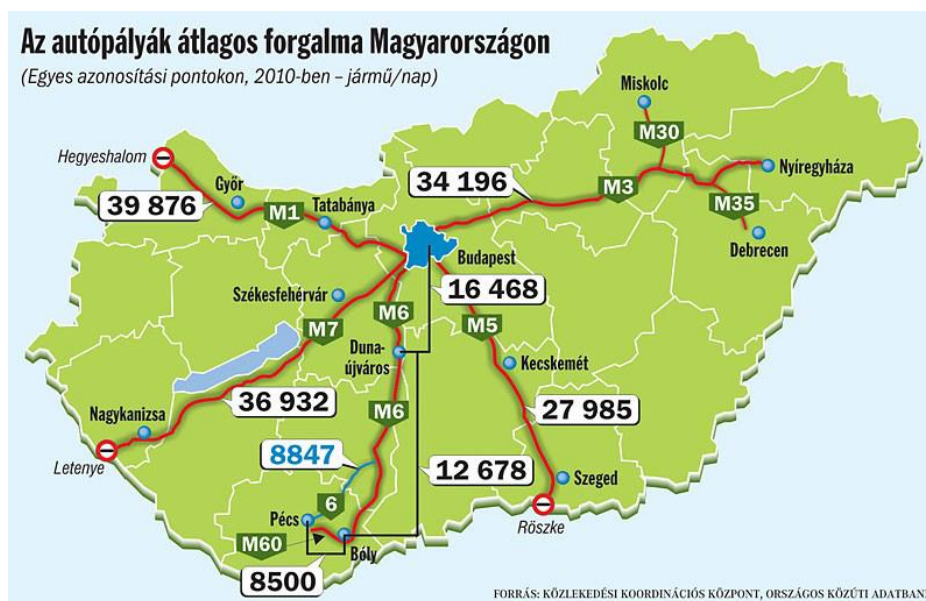 Az autópályák átlagos forgalma Magyarországon
(Egyes azonosítási pontokon, 2010-ben – jármű/nap)
Miskolc
M30
Hegyeshalom
Nyíregyháza
34 196
M3
Győr
39 876
M1
Tatabánya
M35
Debrecen
Budapest
16 468
Székesfehérvár
M6
M7
M5
Duna-
újváros
Kecskemét
36 932
M6
27 985
Nagykanizsa
8847
12 678
Letenye
Szeged
6
Pécs
Röszke
M60
Bóly
8500
FORRÁS: KÖZLEKEDÉSI KOORDINÁCIÓS KÖZPONT, ORSZÁGOS KÖZÚTI ADATBAN